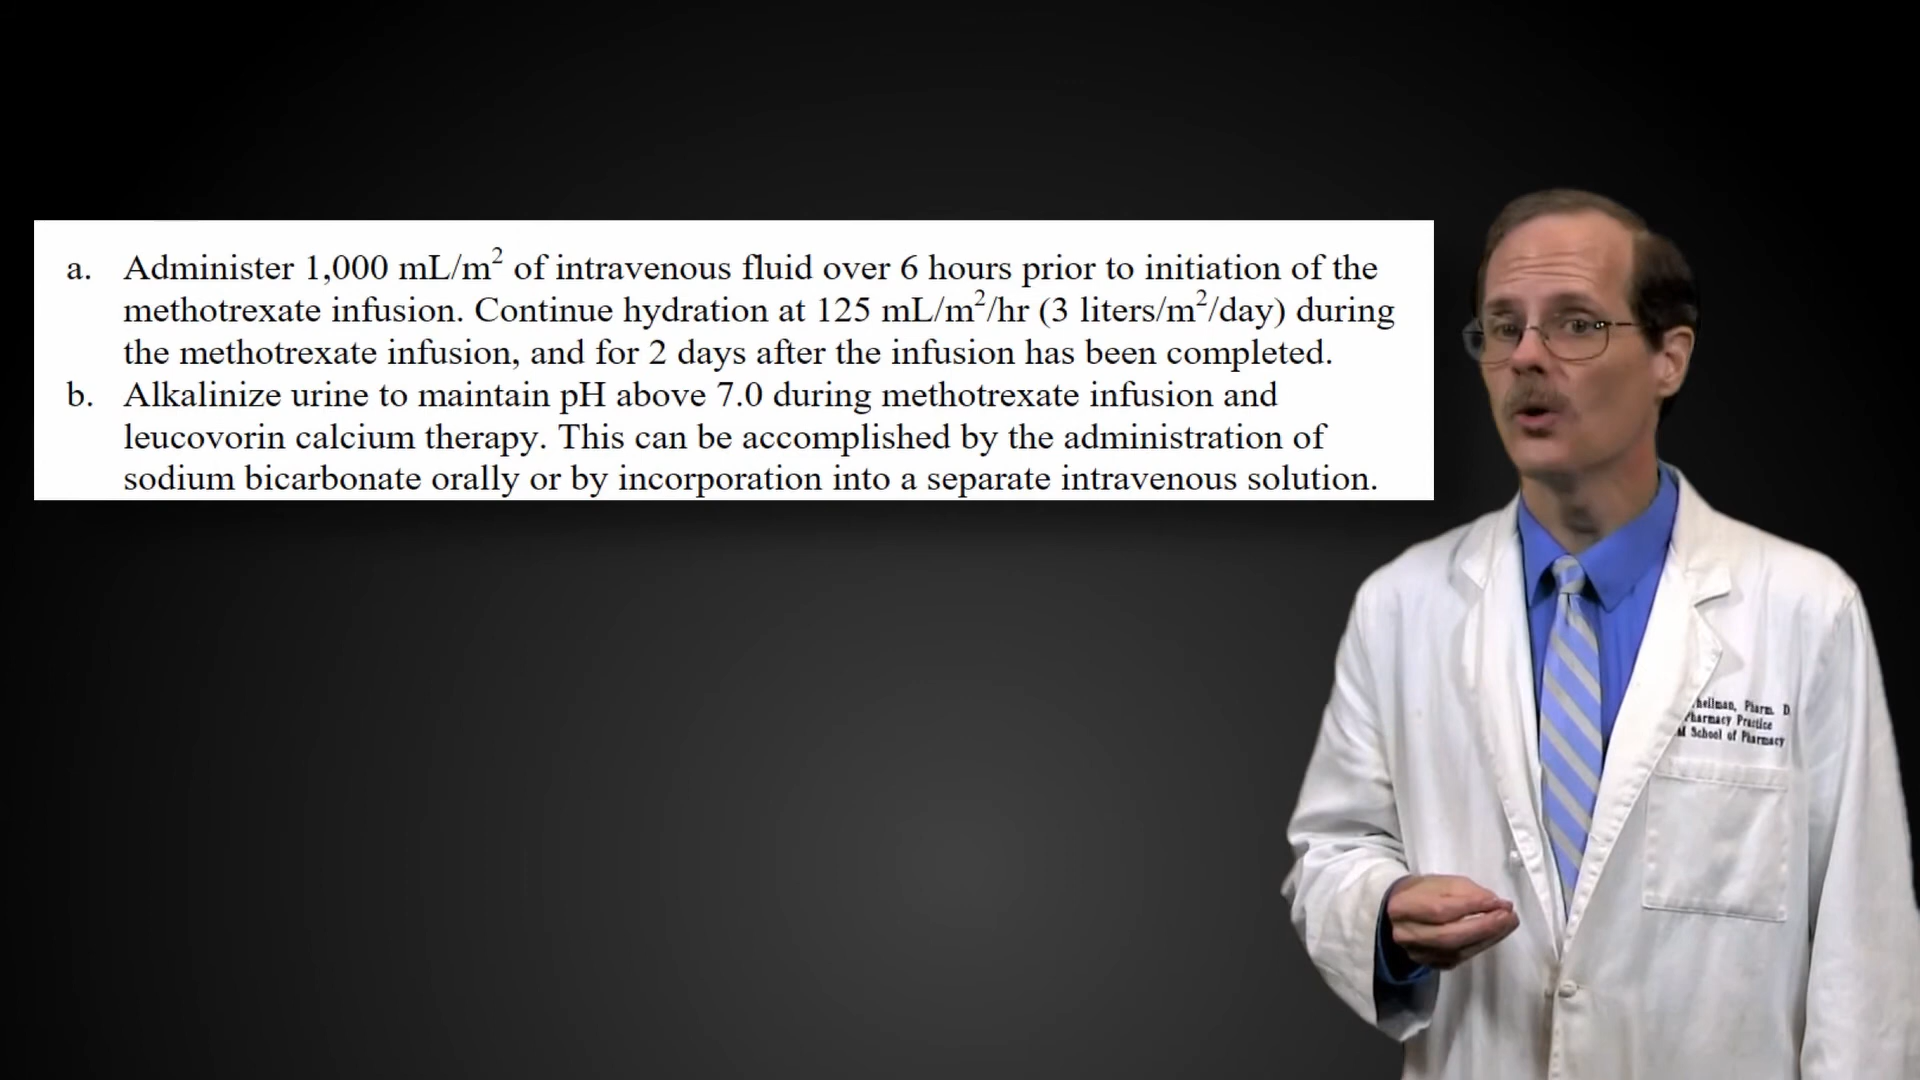 a. Administer 1,000 mL/m² of intravenous fluid over 6 hours prior to initiation of the
methotrexate infusion. Continue hydration at 125 mL/m²/hr (3 liters/m²/day) during
the methotrexate infusion, and for 2 days after the infusion has been completed.
b. Alkalinize urine to maintain pH above 7.0 during methotrexate infusion and
leucovorin calcium therapy. This can be accomplished by the administration of
sodium bicarbonate orally or by incorporation into a separate intravenous solution.
hellman, Pharm. D
Pharmacy Practice
School of Pharmacy